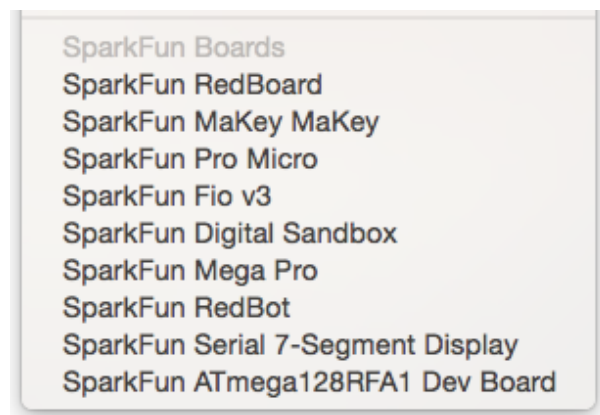 SparkFun Boards
SparkFun RedBoard
SparkFun MaKey MaKey
SparkFun Pro Micro
SparkFun Fio v3
SparkFun Digital Sandbox
SparkFun Mega Pro
SparkFun RedBot
SparkFun Serial 7-Segment Display
SparkFun ATmega128RFA1 Dev Board